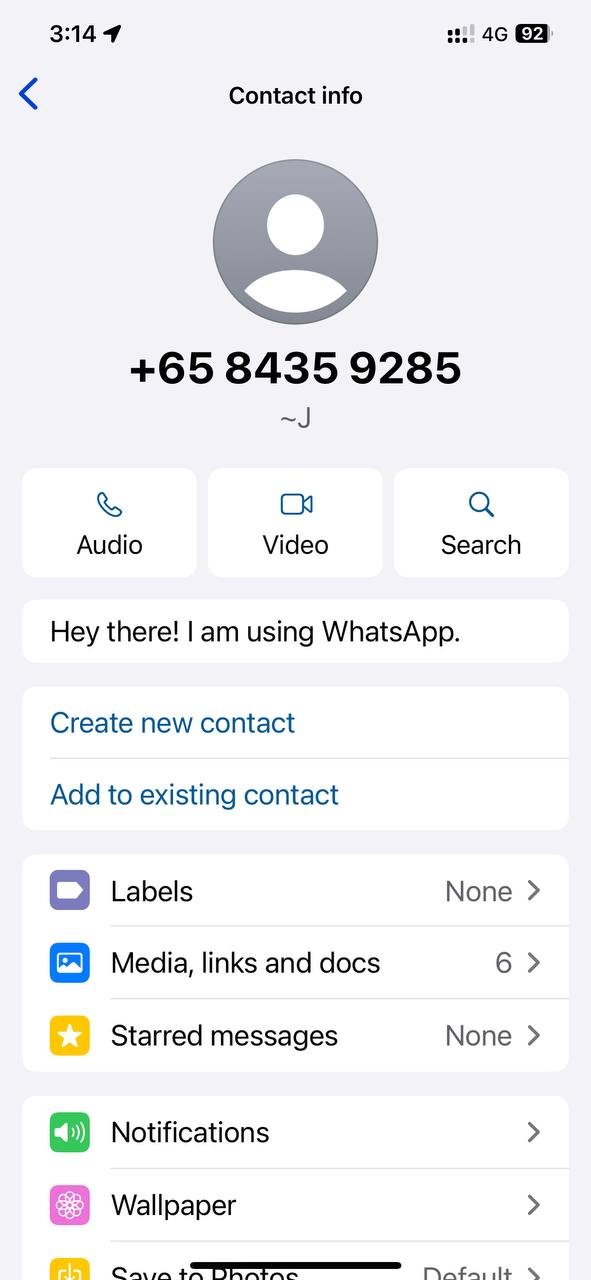 3:14 4G 92
Contact info
+65 8435 9285
~J
Audio Video Search
Hey there! I am using WhatsApp.
Create new contact
Add to existing contact
Labels None
Media, links and docs 6
Starred messages None
Notifications
Wallpaper
Save to Photos Default